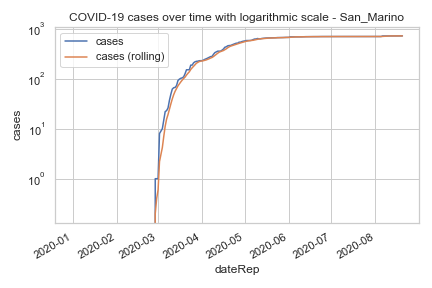 COVID-19 cases over time with logarithmic scale - San_Marino
cases
cases (rolling)
cases
10³
10²
10¹
10⁰
2020-01
2020-02
2020-03
2020-04
2020-05
2020-06
2020-07
2020-08
dateRep